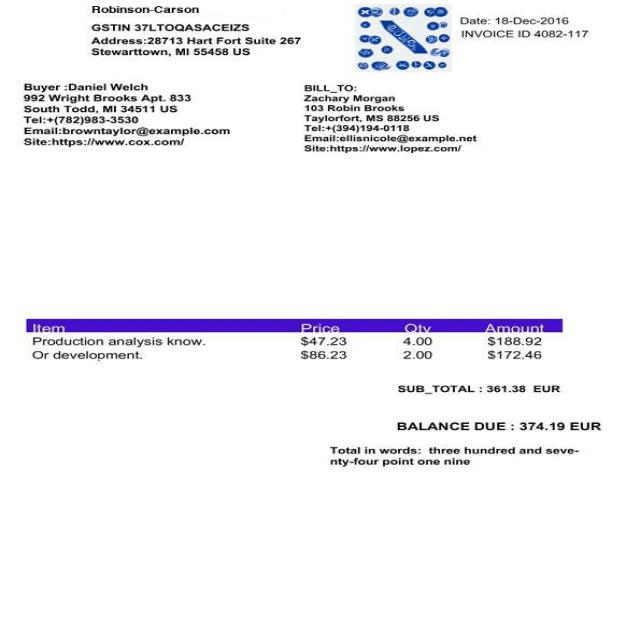 Robinson-Carson
GSTIN 37LTOQASACEIZS
Address:28713 Hart Fort Suite 267
Stewarttown, MI 55458 US
Date: 18-Dec-2016
INVOICE ID 4082-117
Buyer :Daniel Welch
992 Wright Brooks Apt. 833
South Todd, MI 34511 US
Tel:+(782)983-3530
Email:browntaylor@example.com
Site:https://www.cox.com/
BILL_TO:
Zachary Morgan
103 Robin Brooks
Taylorfort, MS 88256 US
Tel:+(394)194-0118
Email:ellisnicole@example.net
Site:https://www.lopez.com/
Item Price Qty Amount
Production analysis know. $47.23 4.00 $188.92
Or development. $86.23 2.00 $172.46
SUB_TOTAL : 361.38 EUR
BALANCE DUE : 374.19 EUR
Total in words: three hundred and seve-
nty-four point one nine